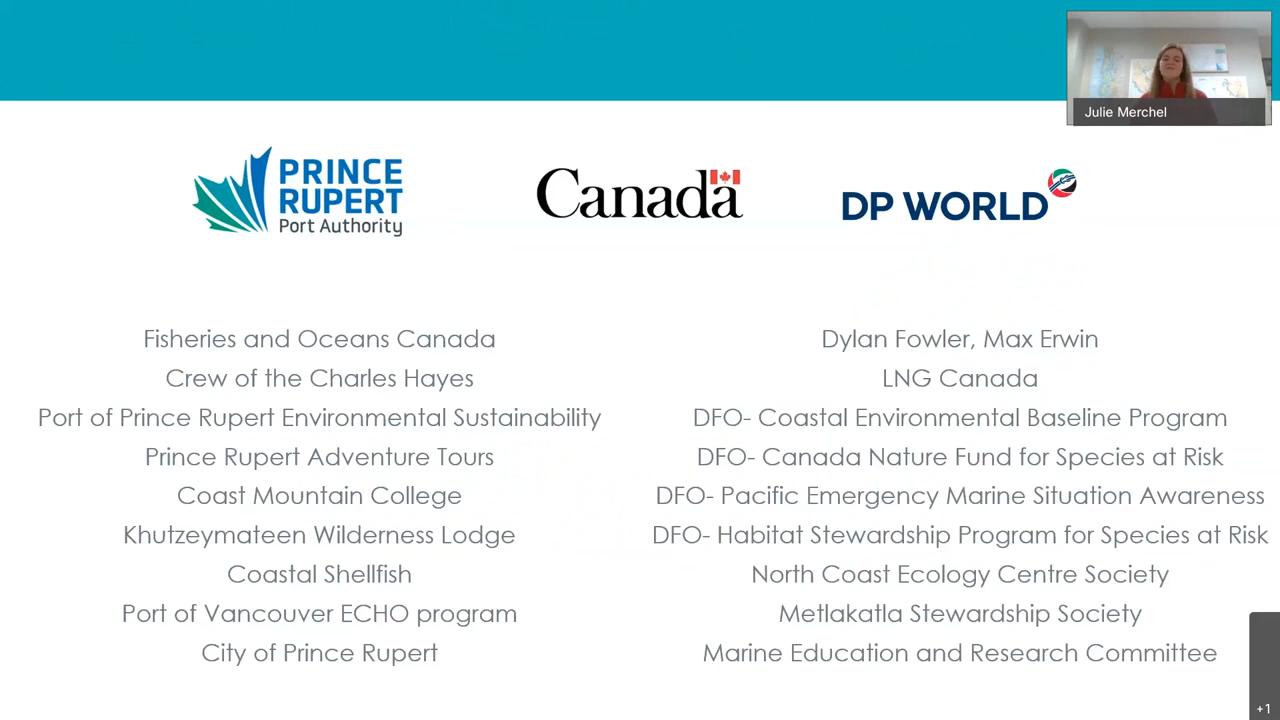 Julie Merchel
PRINCE
RUPERT
Port Authority
Canada
DP WORLD
Fisheries and Oceans Canada
Crew of the Charles Hayes
Port of Prince Rupert Environmental Sustainability
Prince Rupert Adventure Tours
Coast Mountain College
Khutzeymateen Wilderness Lodge
Coastal Shellfish
Port of Vancouver ECHO program
City of Prince Rupert
Dylan Fowler, Max Erwin
LNG Canada
DFO- Coastal Environmental Baseline Program
DFO- Canada Nature Fund for Species at Risk
DFO- Pacific Emergency Marine Situation Awareness
DFO- Habitat Stewardship Program for Species at Risk
North Coast Ecology Centre Society
Metlakatla Stewardship Society
Marine Education and Research Committee
+1